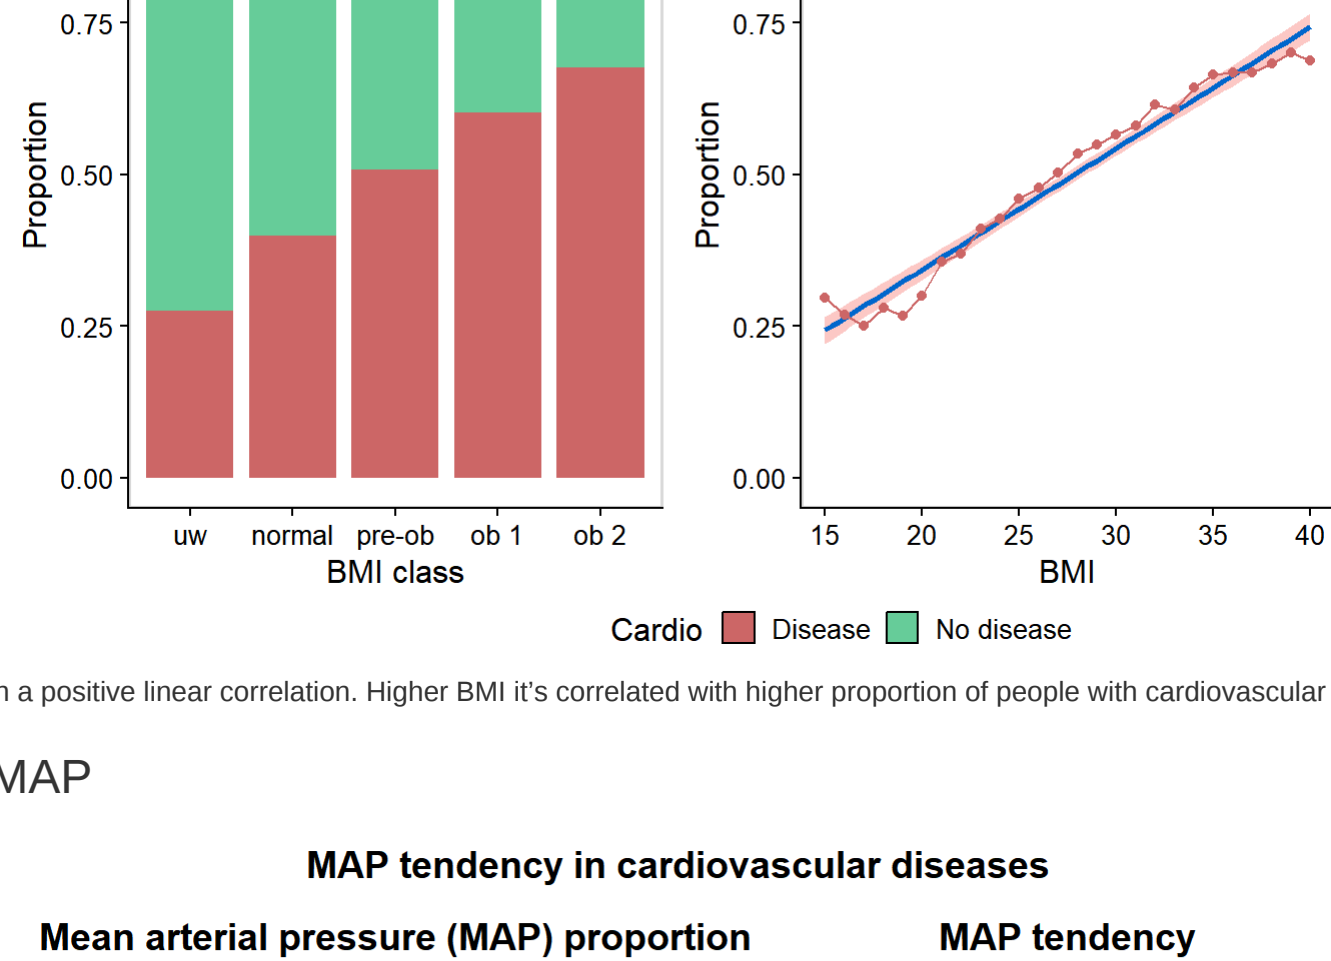 0.75
0.50
0.25
0.00
Proportion
uw normal pre-ob ob 1 ob 2
BMI class
0.75
0.50
0.25
0.00
Proportion
15 20 25 30 35 40
BMI
Cardio Disease No disease
a positive linear correlation. Higher BMI it’s correlated with higher proportion of people with cardiovascular
MAP
MAP tendency in cardiovascular diseases
Mean arterial pressure (MAP) proportion
MAP tendency